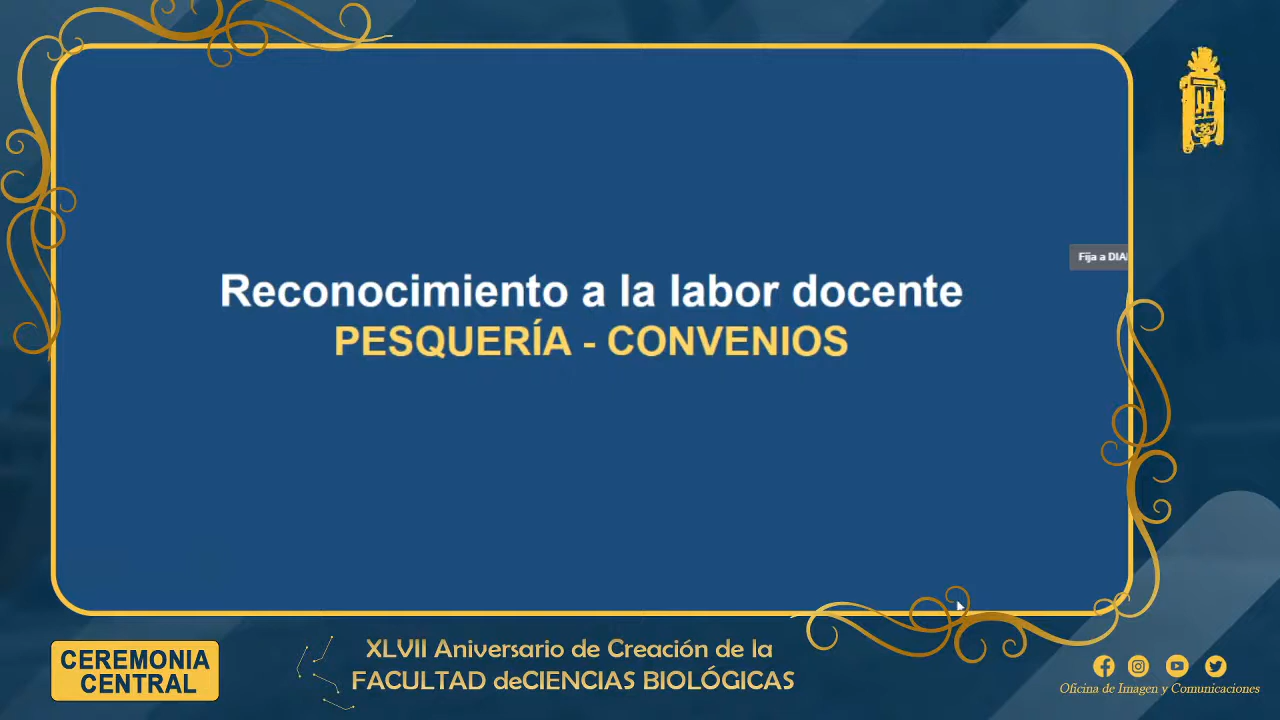 Reconocimiento a la labor docente
PESQUERÍA - CONVENIOS
Fija a DIA
CEREMONIA
CENTRAL
XLVII Aniversario de Creación de la
FACULTAD deCIENCIAS BIOLÓGICAS
Oficina de Imagen y Comunicaciones